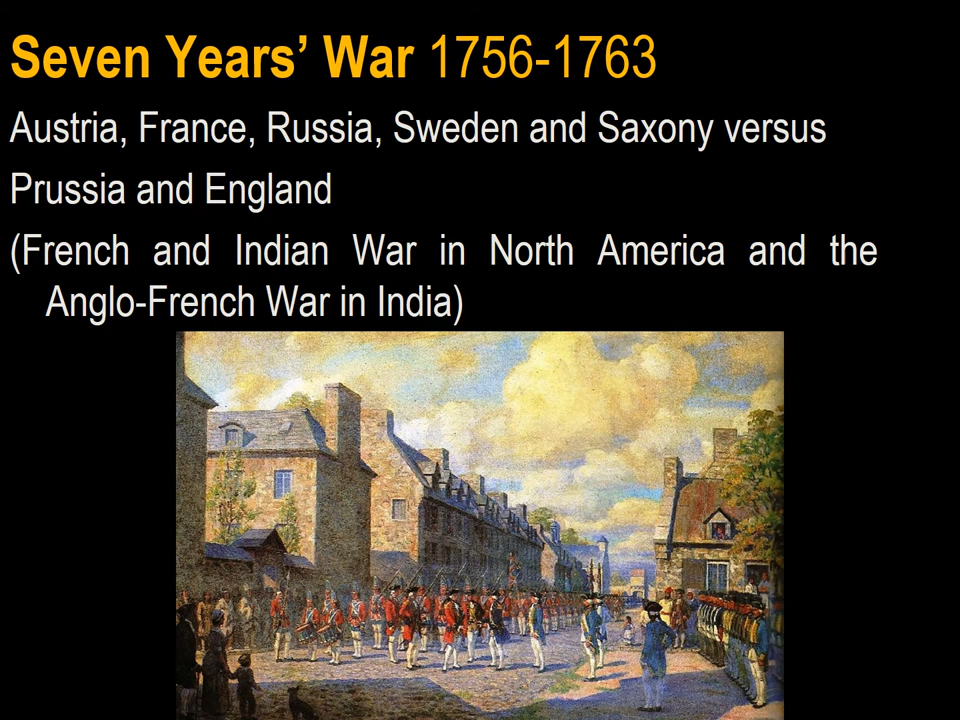 Seven Years’ War 1756-1763
Austria, France, Russia, Sweden and Saxony versus
Prussia and England
(French and Indian War in North America and the
Anglo-French War in India)